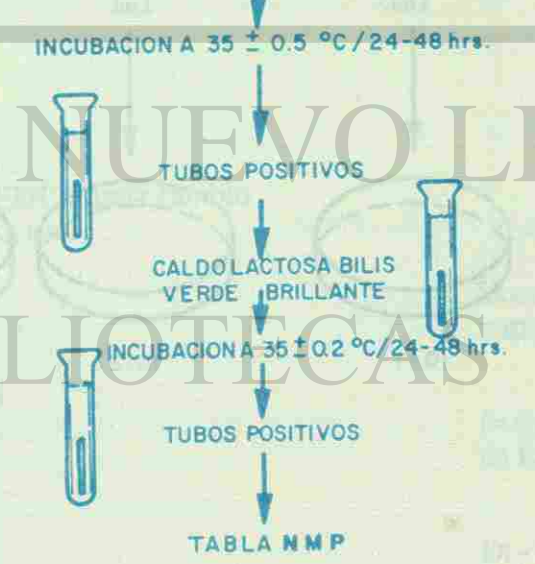 INCUBACION A 35 ± 0.5 °C/24-48 hrs.
NUEVO LE
TUBOS POSITIVOS
CALDO LACTOSA BILIS
VERDE BRILLANTE
LIOTECAS
INCUBACION A 35 ± 0.2 °C/24-48 hrs.
TUBOS POSITIVOS
TABLA NMP